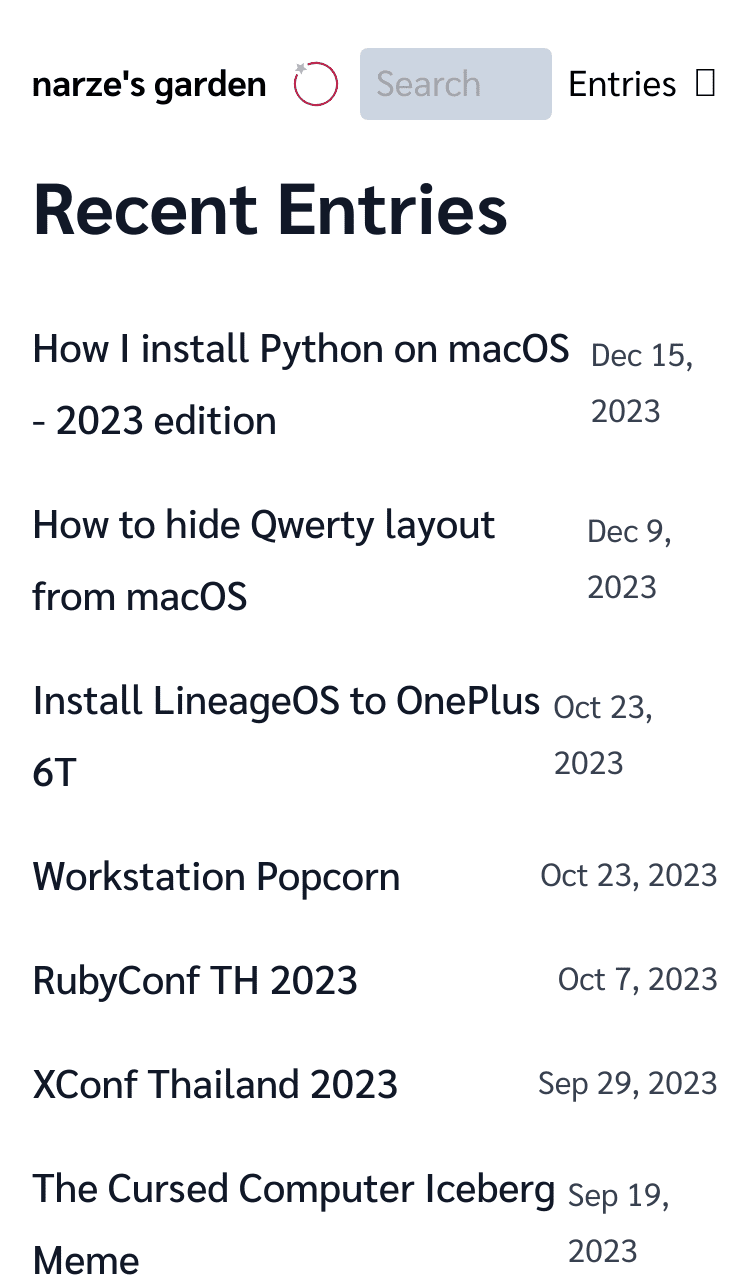 narze's garden Search Entries
Recent Entries
How I install Python on macOS Dec 15,
- 2023 edition 2023
How to hide Qwerty layout Dec 9,
from macOS 2023
Install LineageOS to OnePlus Oct 23,
6T 2023
Workstation Popcorn Oct 23, 2023
RubyConf TH 2023 Oct 7, 2023
XConf Thailand 2023 Sep 29, 2023
The Cursed Computer Iceberg Sep 19,
Meme 2023